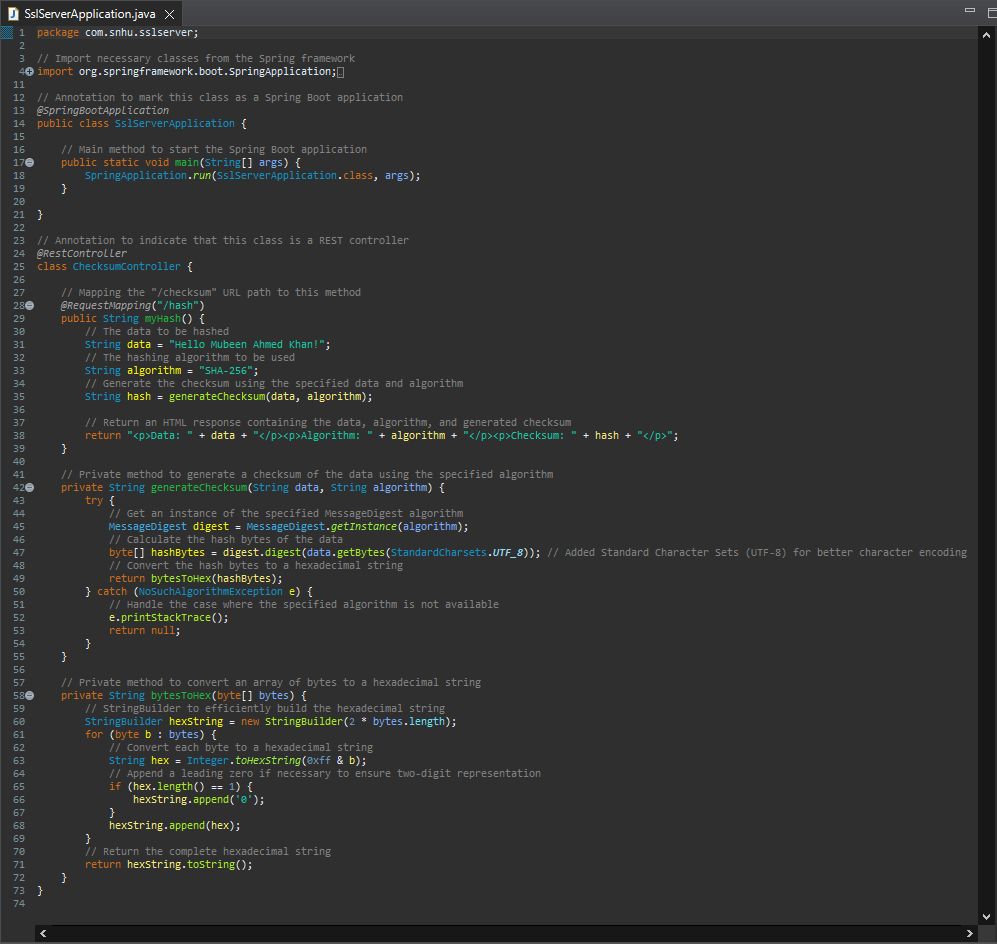 SslServerApplication.java
1 package com.snhu.sslserver;
2
3 // Import necessary classes from the Spring framework
4 import org.springframework.boot.SpringApplication;
11
12 // Annotation to mark this class as a Spring Boot application
13 @SpringBootApplication
14 public class SslServerApplication {
15
16     // Main method to start the Spring Boot application
17     public static void main(String[] args) {
18         SpringApplication.run(SslServerApplication.class, args);
19     }
20
21 }
22
23 // Annotation to indicate that this class is a REST controller
24 @RestController
25 class ChecksumController {
26
27     // Mapping the "/checksum" URL path to this method
28     @RequestMapping("/hash")
29     public String myHash() {
30         // The data to be hashed
31         String data = "Hello Mubeen Ahmed Khan!";
32         // The hashing algorithm to be used
33         String algorithm = "SHA-256";
34         // Generate the checksum using the specified data and algorithm
35         String hash = generateChecksum(data, algorithm);
36
37         // Return an HTML response containing the data, algorithm, and generated checksum
38         return "<p>Data: " + data + "</p><p>Algorithm: " + algorithm + "</p><p>Checksum: " + hash + "</p>";
39     }
40
41     // Private method to generate a checksum of the data using the specified algorithm
42     private String generateChecksum(String data, String algorithm) {
43         try {
44             // Get an instance of the specified MessageDigest algorithm
45             MessageDigest digest = MessageDigest.getInstance(algorithm);
46             // Calculate the hash bytes of the data
47             byte[] hashBytes = digest.digest(data.getBytes(StandardCharsets.UTF_8)); // Added Standard Character Sets (UTF-8) for better character encoding
48             // Convert the hash bytes to a hexadecimal string
49             return bytesToHex(hashBytes);
50         } catch (NoSuchAlgorithmException e) {
51             // Handle the case where the specified algorithm is not available
52             e.printStackTrace();
53             return null;
54         }
55     }
56
57     // Private method to convert an array of bytes to a hexadecimal string
58     private String bytesToHex(byte[] bytes) {
59         // StringBuilder to efficiently build the hexadecimal string
60         StringBuilder hexString = new StringBuilder(2 * bytes.length);
61         for (byte b : bytes) {
62             // Convert each byte to a hexadecimal string
63             String hex = Integer.toHexString(0xff & b);
64             // Append a leading zero if necessary to ensure two-digit representation
65             if (hex.length() == 1) {
66                 hexString.append('0');
67             }
68             hexString.append(hex);
69         }
70         // Return the complete hexadecimal string
71         return hexString.toString();
72     }
73 }
74